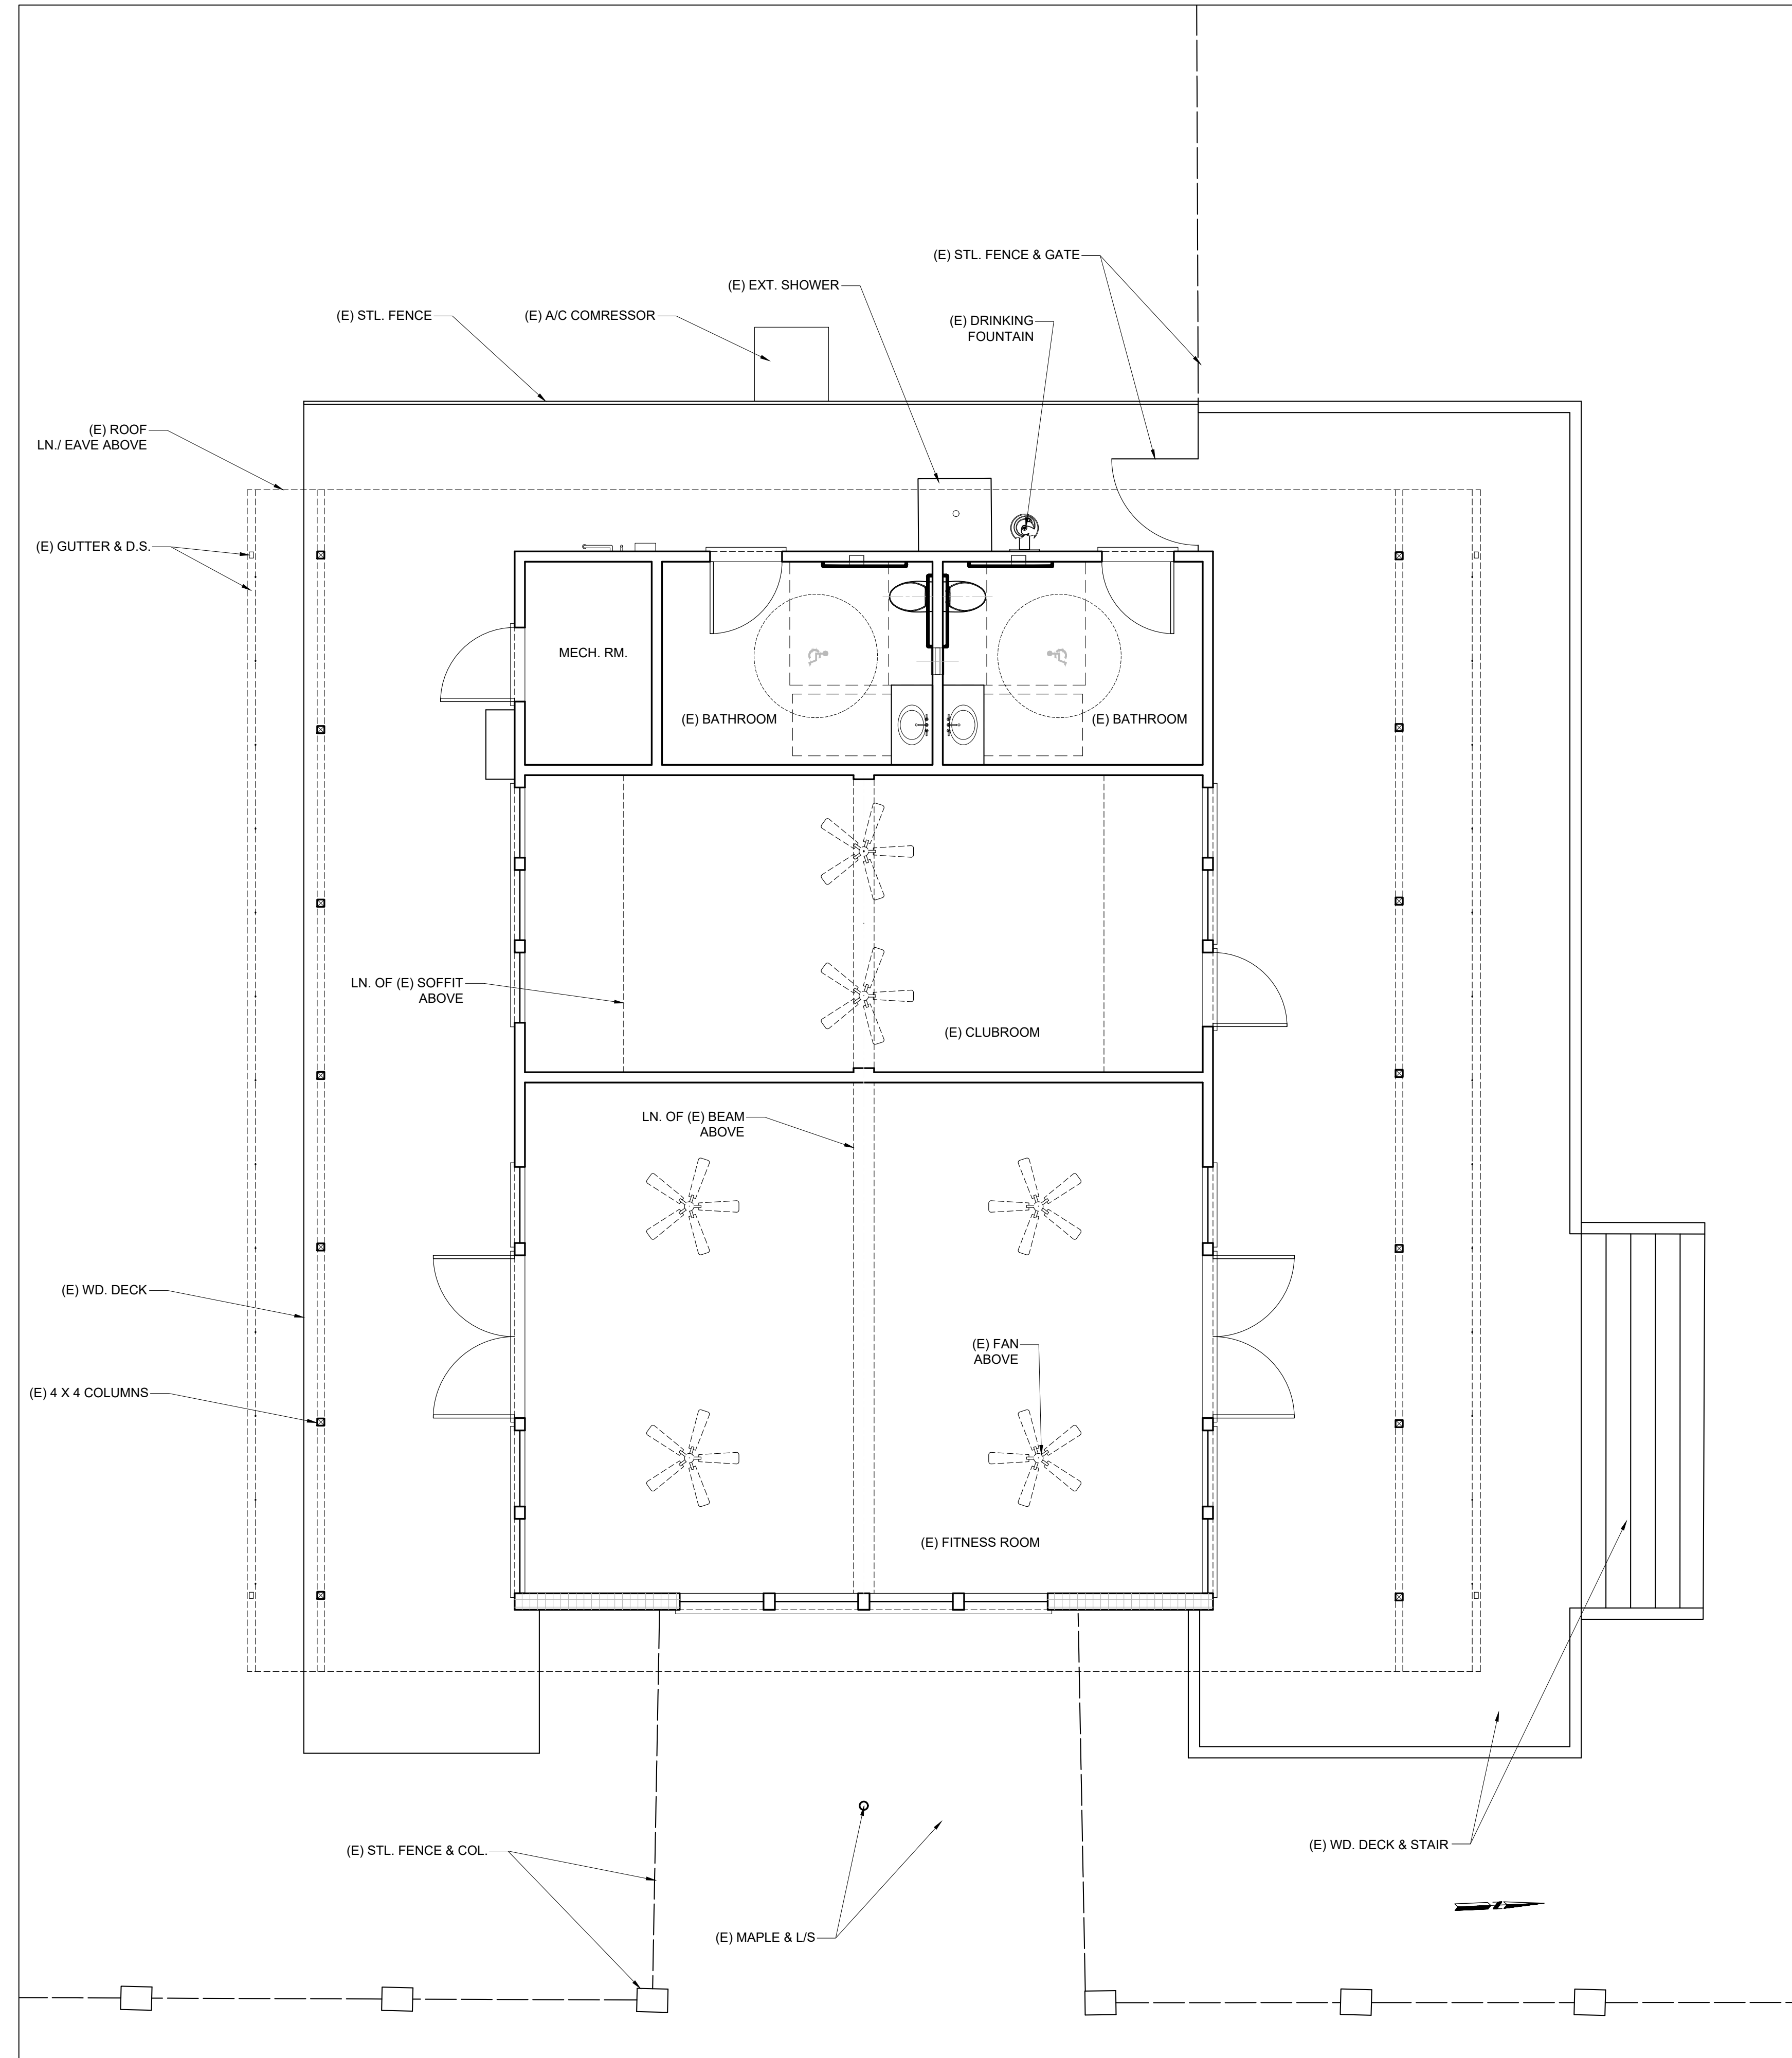 (E) STL. FENCE & GATE
(E) EXT. SHOWER
(E) STL. FENCE
(E) A/C COMRESSOR
(E) DRINKING
FOUNTAIN
(E) ROOF
LN./ EAVE ABOVE
(E) GUTTER & D.S.
MECH. RM.
(E) BATHROOM
(E) BATHROOM
LN. OF (E) SOFFIT
ABOVE
(E) CLUBROOM
LN. OF (E) BEAM
ABOVE
(E) WD. DECK
(E) FAN
ABOVE
(E) 4 X 4 COLUMNS
(E) FITNESS ROOM
(E) STL. FENCE & COL.
(E) WD. DECK & STAIR
Z
(E) MAPLE & L/S